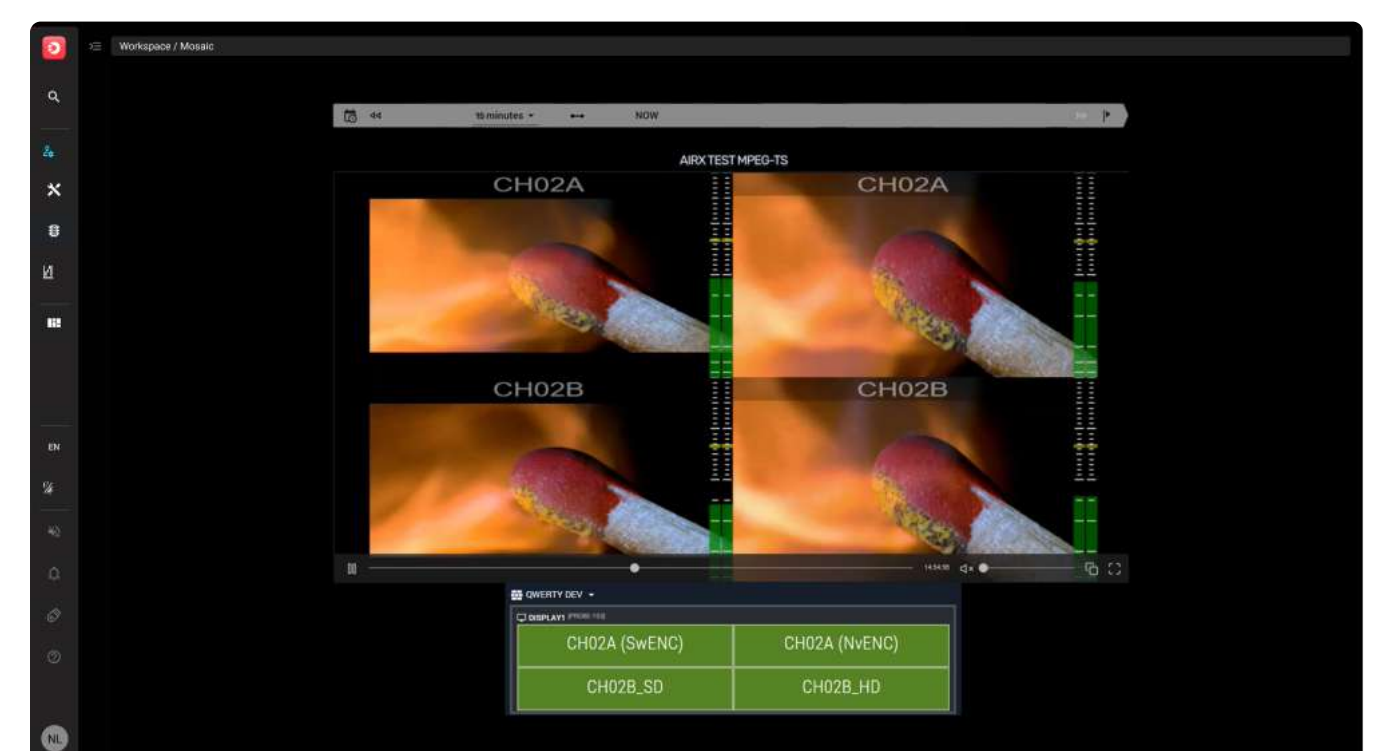 Workspace / Mosaic
15 minutes
NOW
AIRX TEST MPEG-TS
CH02A
CH02A
CH02B
CH02B
EN
QWERTY DEV
DISPLAY1
CH02A (SwENC)
CH02A (NvENC)
CH02B_SD
CH02B_HD
NL